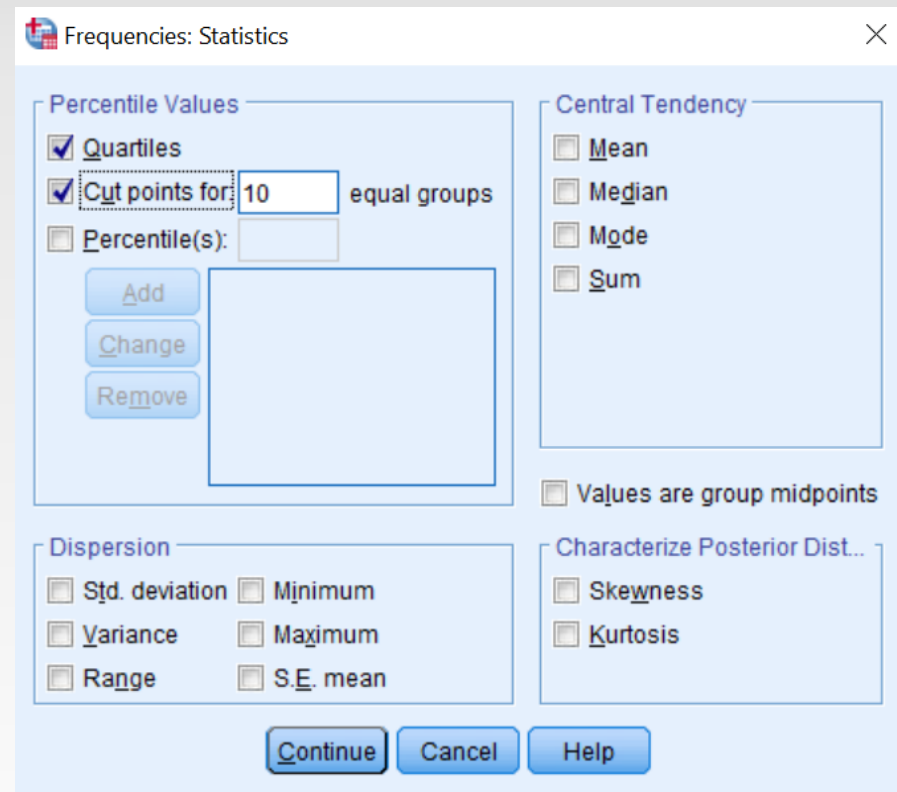 Frequencies: Statistics
Percentile Values
Quartiles
Cut points for: 10 equal groups
Percentile(s):
Add
Change
Remove
Central Tendency
Mean
Median
Mode
Sum
Values are group midpoints
Dispersion
Std. deviation Minimum
Variance Maximum
Range S.E. mean
Characterize Posterior Dist...
Skewness
Kurtosis
Continue Cancel Help